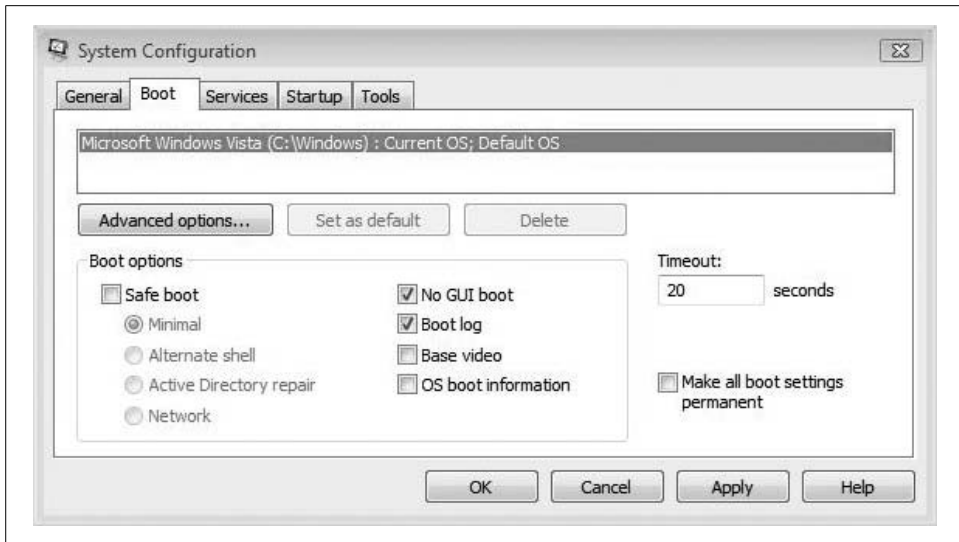 System Configuration
General Boot Services Startup Tools
Microsoft Windows Vista (C:\Windows) : Current OS; Default OS
Advanced options... Set as default Delete
Boot options
Safe boot
Minimal
Alternate shell
Active Directory repair
Network
No GUI boot
Boot log
Base video
OS boot information
Timeout:
20 seconds
Make all boot settings
permanent
OK Cancel Apply Help